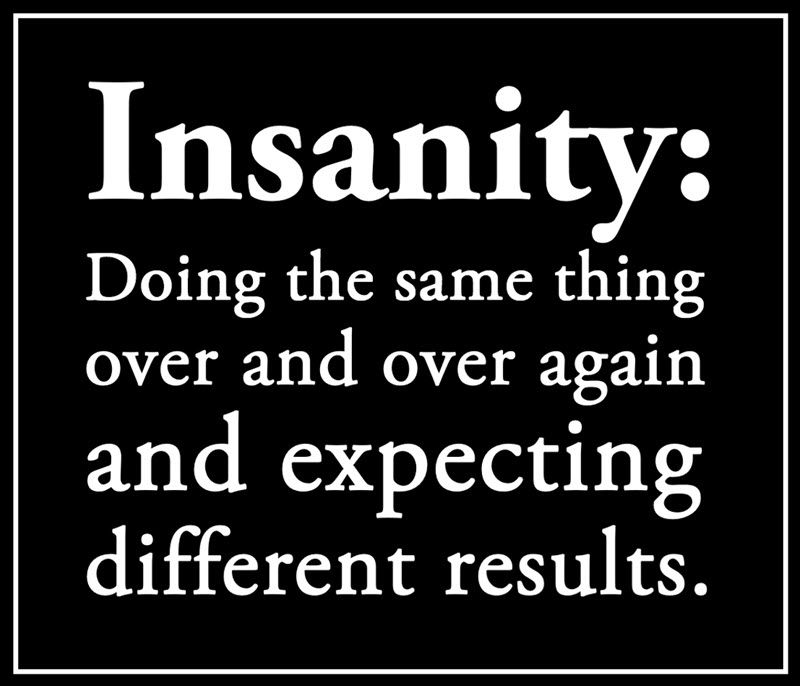 Insanity:
Doing the same thing
over and over again
and expecting
different results.